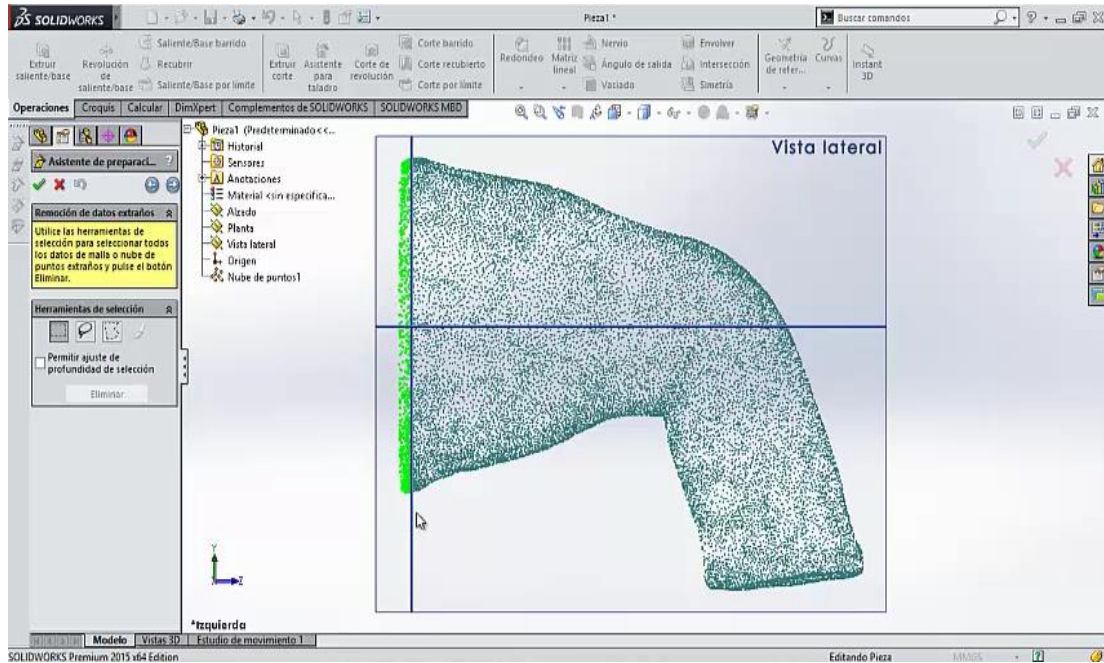 SOLIDWORKS
Pieza1 *
Buscar comandos
Extruir saliente/base
Revolución de saliente/base
Saliente/Base barrido
Recubrir
Saliente/Base por límite
Extruir corte
Asistente para taladro
Corte de revolución
Corte barrido
Corte recubierto
Corte por límite
Redondeo
Matriz lineal
Nervio
Ángulo de salida
Vaciado
Envolver
Intersección
Simetría
Geometría de refer...
Curvas
Instant 3D
Operaciones
Croquis
Calcular
DimXpert
Complementos de SOLIDWORKS
SOLIDWORKS MBD
Asistente de preparaci...
Remoción de datos extraños
Utilice las herramientas de
selección para seleccionar todos
los datos de malla o nube de
puntos extraños y pulse el botón
Eliminar.
Herramientas de selección
Permitir ajuste de
profundidad de selección
Eliminar
Pieza1 (Predeterminado<<...
Historial
Sensores
Anotaciones
Material <sin especifica...
Alzado
Planta
Vista lateral
Origen
Nube de puntos1
Vista lateral
Y
Z
*Izquierda
Modelo
Vistas 3D
Estudio de movimiento 1
SOLIDWORKS Premium 2015 x64 Edition
Editando Pieza
MMGS